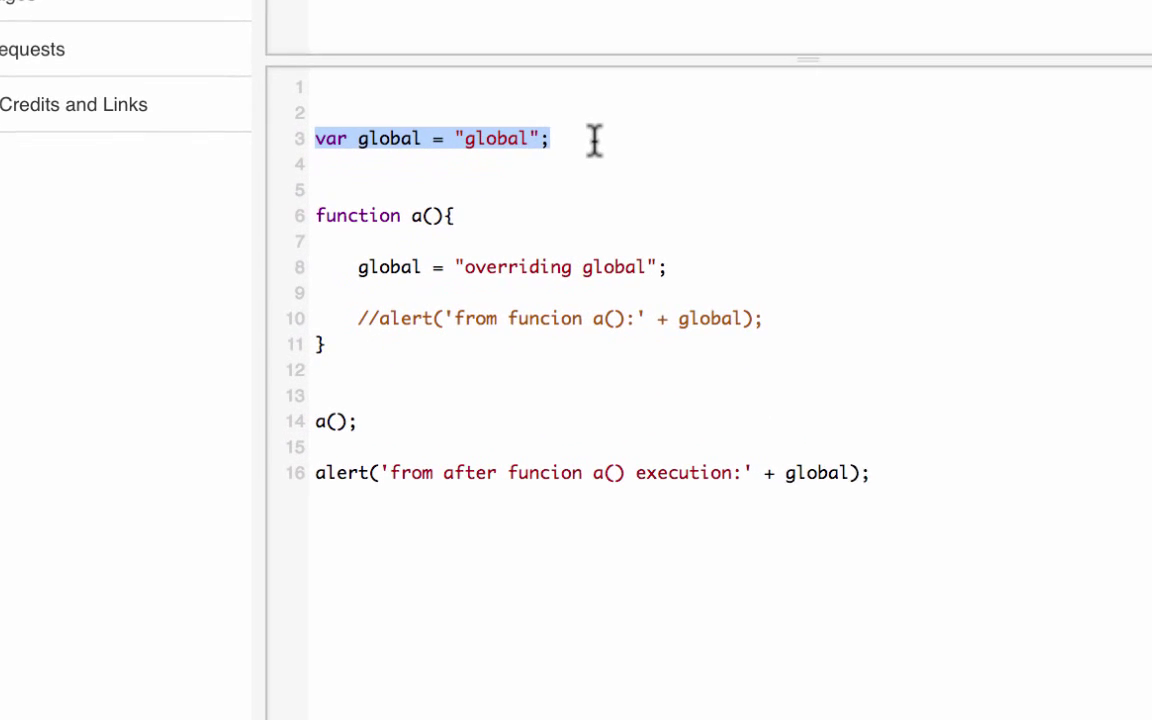 equests
Credits and Links
1
2
3 var global = "global";
4
5
6 function a(){
7
8 global = "overriding global";
9
10 //alert('from funcion a():' + global);
11 }
12
13
14 a();
15
16 alert('from after funcion a() execution:' + global);